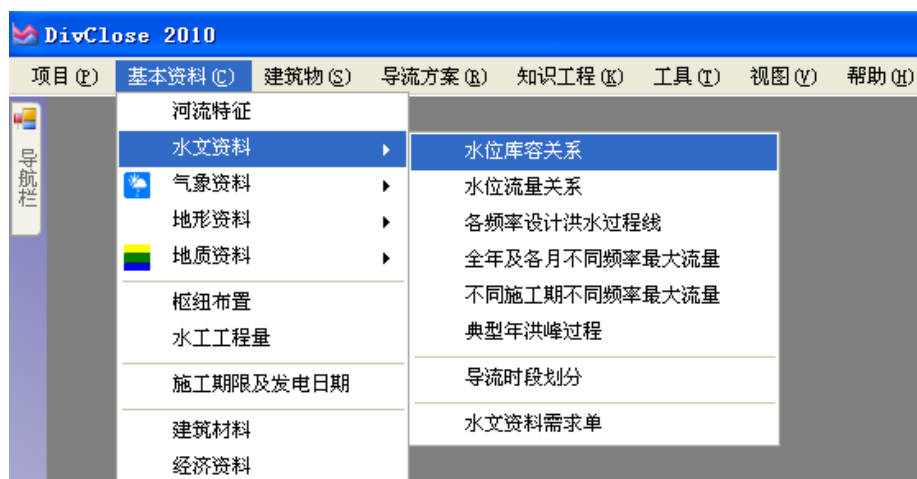 DivClose 2010
项目(P) 基本资料(C) 建筑物(S) 导流方案(R) 知识工程(K) 工具(T) 视图(V) 帮助(H)
导航栏
河流特征
水文资料
气象资料
地形资料
地质资料
枢纽布置
水工工程量
施工期限及发电日期
建筑材料
经济资料
水位库容关系
水位流量关系
各频率设计洪水过程线
全年及各月不同频率最大流量
不同施工期不同频率最大流量
典型年洪峰过程
导流时段划分
水文资料需求单